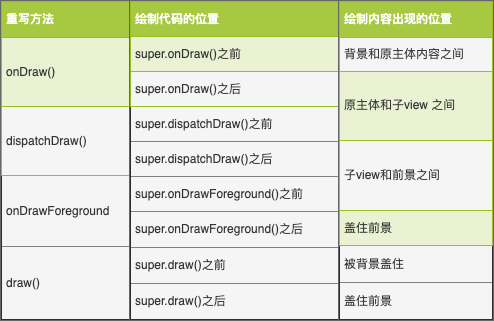 重写方法 绘制代码的位置 绘制内容出现的位置
onDraw() super.onDraw()之前 背景和原主体内容之间
super.onDraw()之后 原主体和子view 之间
dispatchDraw() super.dispatchDraw()之前
super.dispatchDraw()之后 子view和前景之间
onDrawForeground super.onDrawForeground()之前
super.onDrawForeground()之后 盖住前景
draw() super.draw()之前 被背景盖住
super.draw()之后 盖住前景